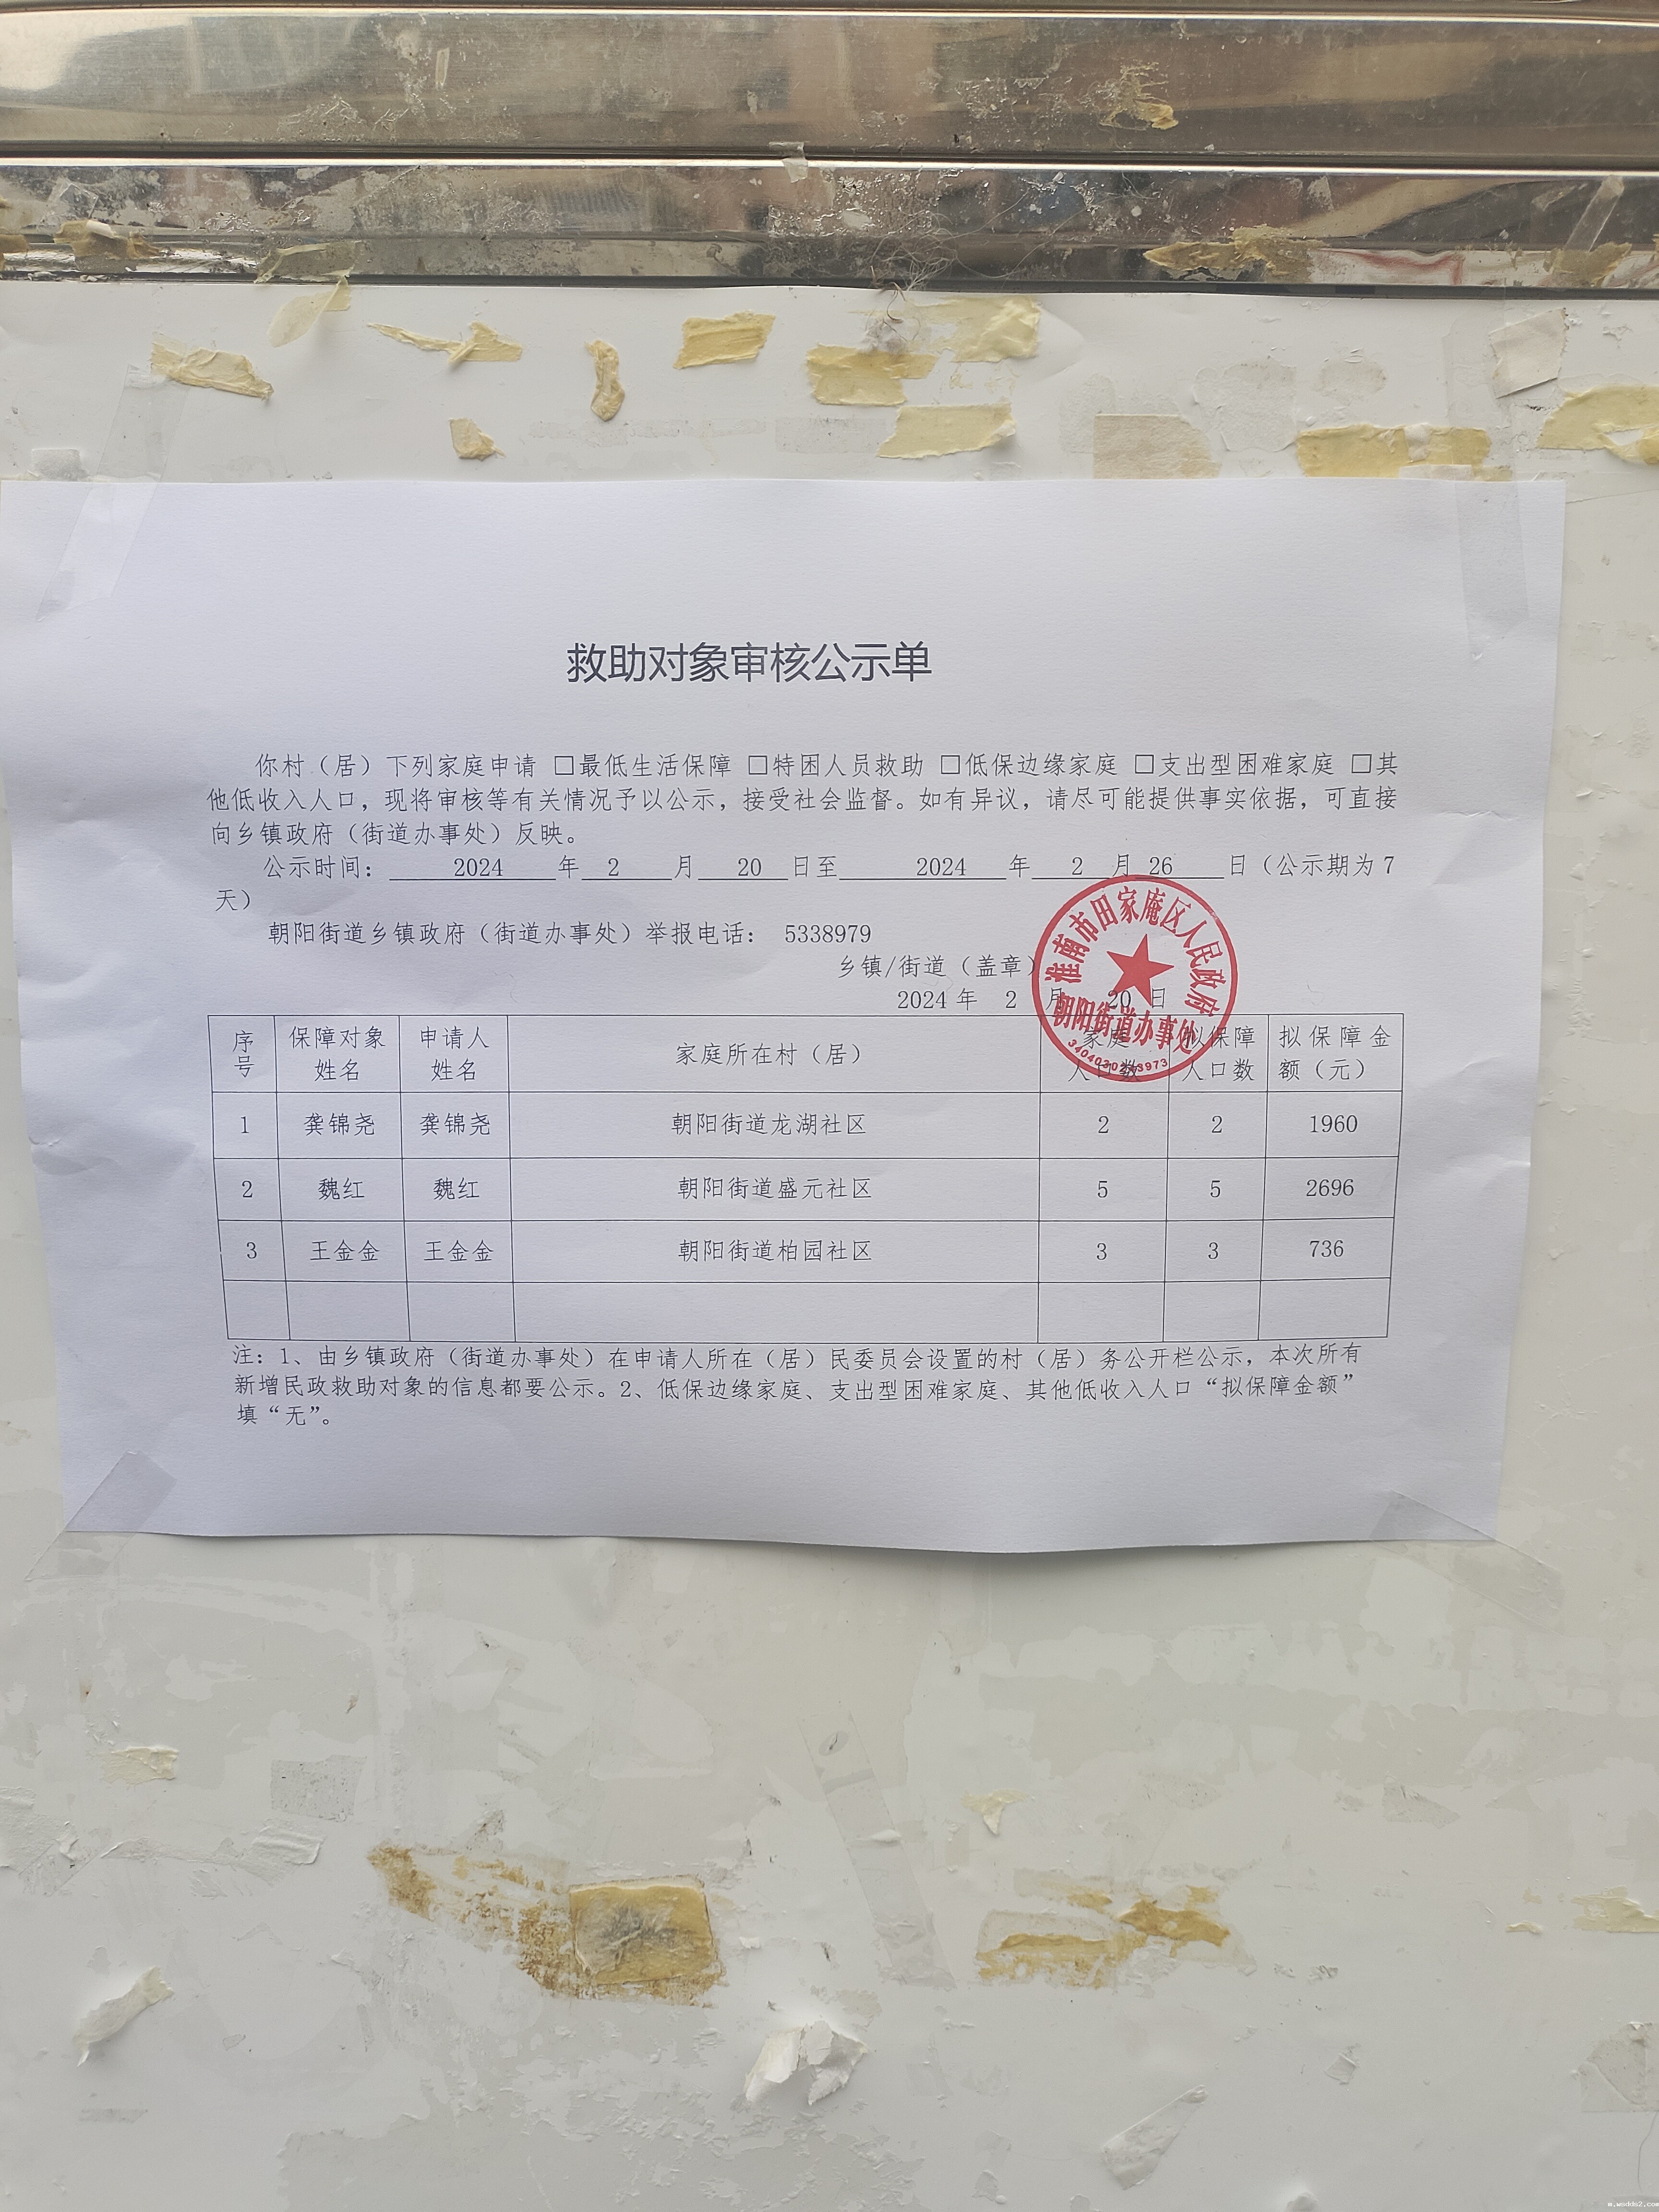 救助对象审核公示单
你村（居）下列家庭申请 □最低生活保障 □特困人员救助 □低保边缘家庭 □支出型困难家庭 □其
他低收入人口，现将审核等有关情况予以公示，接受社会监督。如有异议，请尽可能提供事实依据，可直接
向乡镇政府（街道办事处）反映。
公示时间： 2024 年 2 月 20 日至 2024 年 2 月 26 日（公示期为 7
天）
朝阳街道乡镇政府（街道办事处）举报电话： 5338979
乡镇/街道（盖章）
2024 年 2 月 20 日
淮南市田家庵区人民政府
朝阳街道办事处
序号 保障对象姓名 申请人姓名 家庭所在村（居） 家庭人口数 拟保障人口数 拟保障金额（元）
1 龚锦尧 龚锦尧 朝阳街道龙湖社区 2 2 1960
2 魏红 魏红 朝阳街道盛元社区 5 5 2696
3 王金金 王金金 朝阳街道柏园社区 3 3 736
注：1、由乡镇政府（街道办事处）在申请人所在（居）民委员会设置的村（居）务公开栏公示，本次所有
新增民政救助对象的信息都要公示。2、低保边缘家庭、支出型困难家庭、其他低收入人口“拟保障金额”
填“无”。